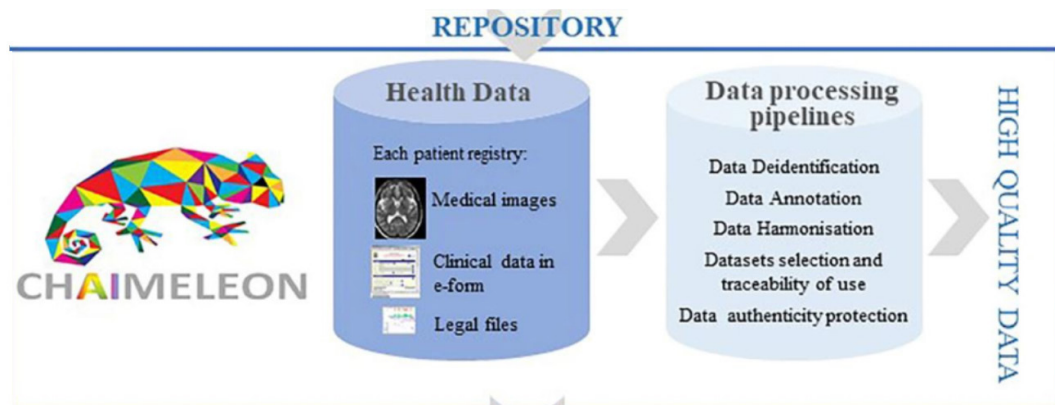 REPOSITORY
Health Data
Each patient registry:
Medical images
Clinical data in
e-form
Legal files
CHAIMELEON
Data processing
pipelines
Data Deidentification
Data Annotation
Data Harmonisation
Datasets selection and
traceability of use
Data authenticity protection
HIGH QUALITY DATA